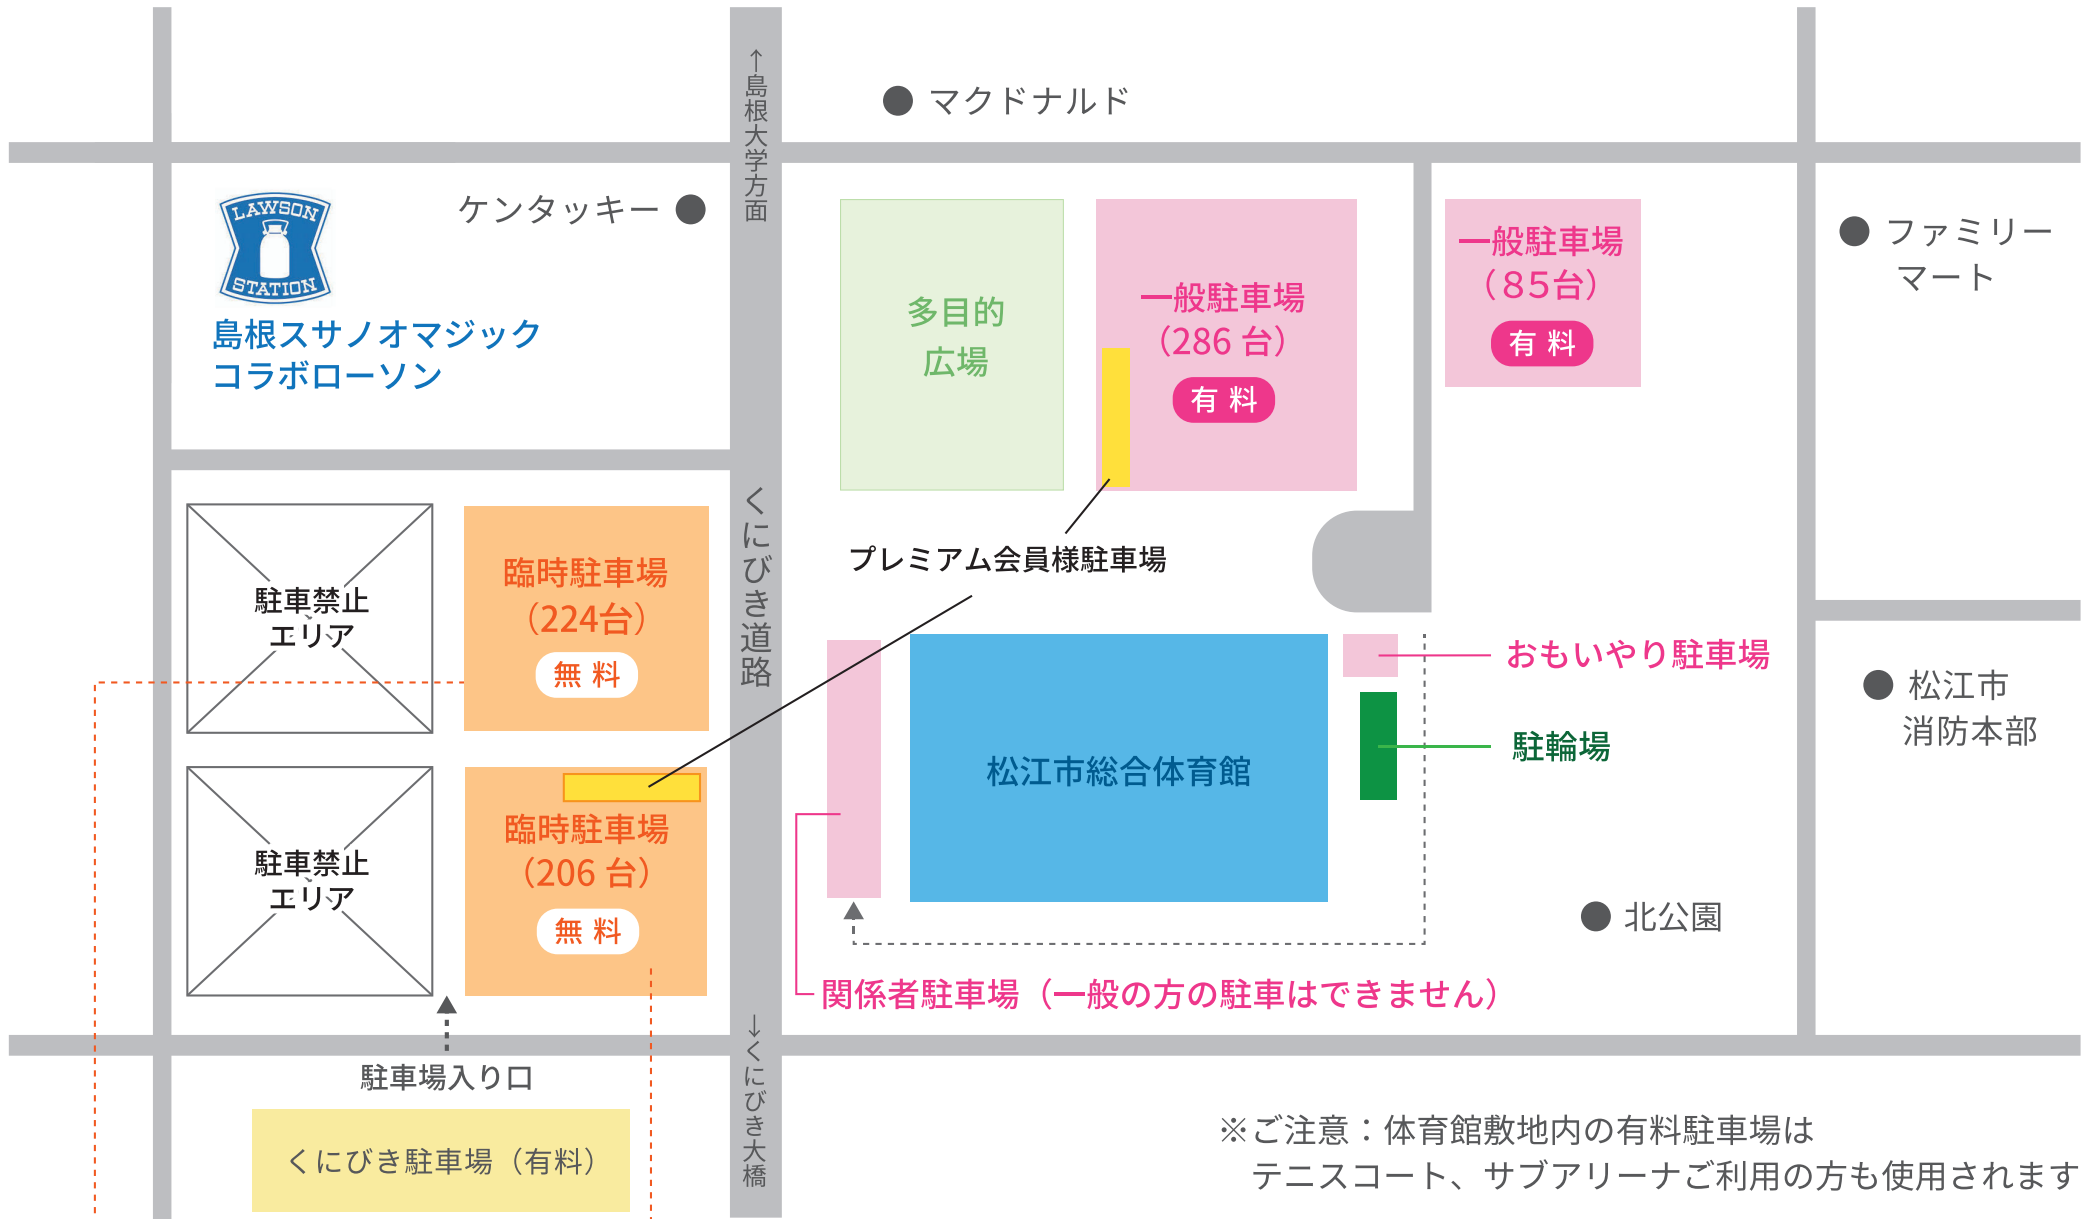 ↑島根大学方面
マクドナルド
LAWSON
STATION
ケンタッキー
島根スサノオマジック
コラボローソン
多目的
広場
一般駐車場
（286 台）
有 料
一般駐車場
（８５台）
有 料
ファミリー
マート
くにびき道路
プレミアム会員様駐車場
駐車禁止
エリア
臨時駐車場
（224台）
無 料
おもいやり駐車場
駐輪場
松江市
消防本部
松江市総合体育館
駐車禁止
エリア
臨時駐車場
（206 台）
無 料
北公園
関係者駐車場（一般の方の駐車はできません）
↓くにびき大橋
駐車場入り口
くにびき駐車場（有料）
※ご注意：体育館敷地内の有料駐車場は
テニスコート、サブアリーナご利用の方も使用されます